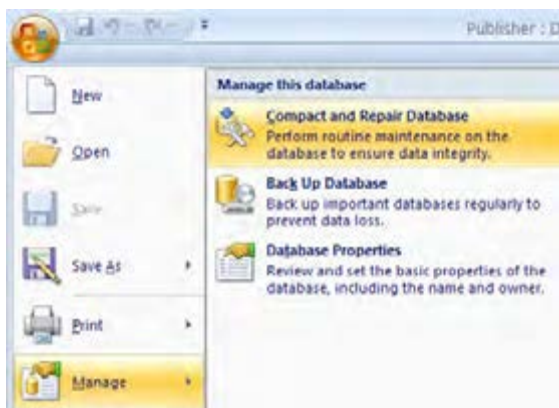 Publisher : D
New
Open
Save
Save As
Print
Manage
Manage this database
Compact and Repair Database
Perform routine maintenance on the
database to ensure data integrity.
Back Up Database
Back up important databases regularly to
prevent data loss.
Database Properties
Review and set the basic properties of the
database, including the name and owner.